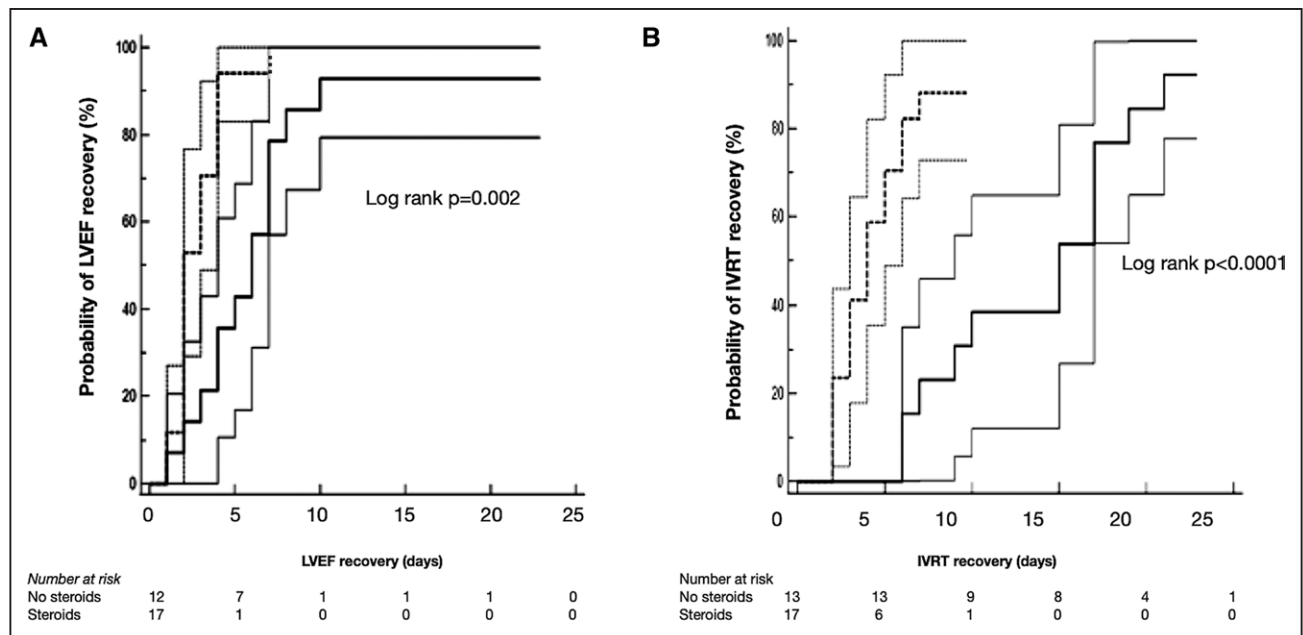 A
Probability of LVEF recovery (%)
100
80
60
40
20
0
Log rank p=0.002
0 5 10 15 20 25
LVEF recovery (days)
Number at risk
No steroids 12 7 1 1 1 0
Steroids 17 1 0 0 0 0
B
Probability of IVRT recovery (%)
100
80
60
40
20
0
Log rank p<0.0001
0 5 10 15 20 25
IVRT recovery (days)
Number at risk
No steroids 13 13 9 8 4 1
Steroids 17 6 1 0 0 0